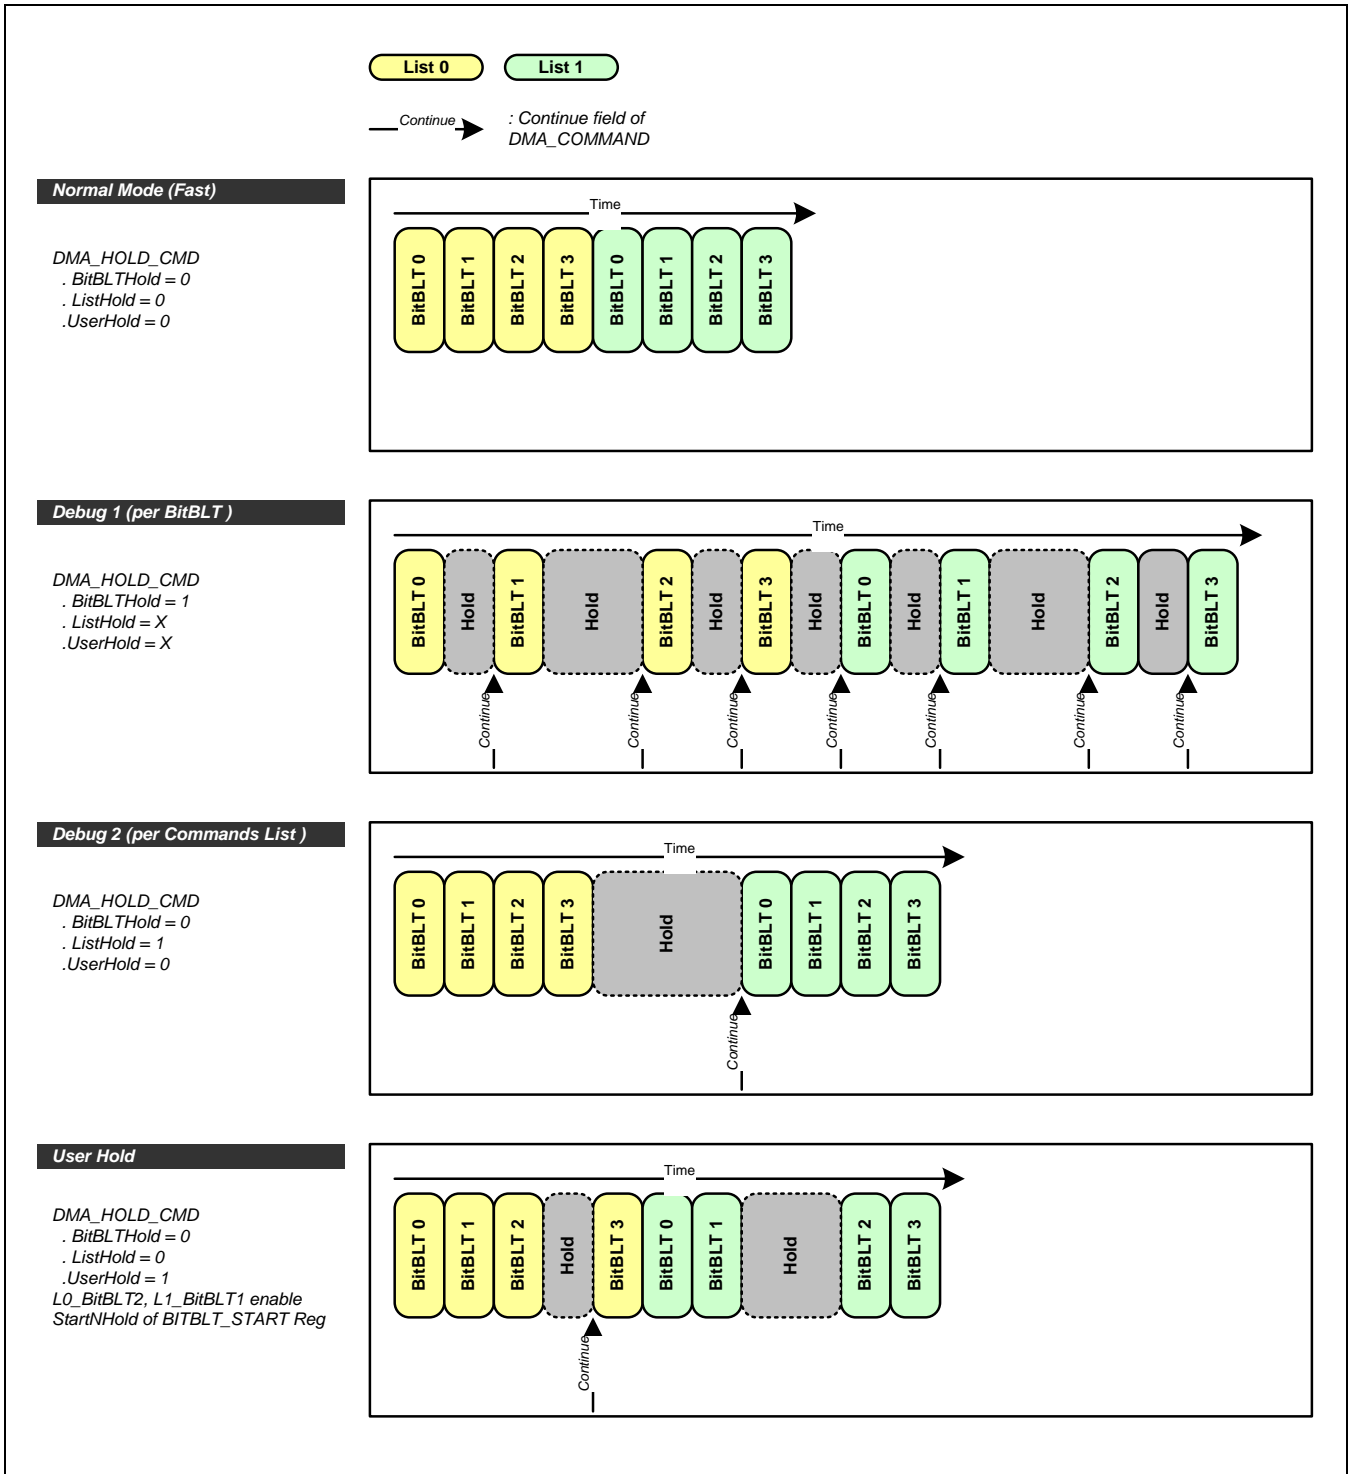 List 0
List 1
Continue
: Continue field of
DMA_COMMAND
Normal Mode (Fast)
DMA_HOLD_CMD
. BitBLTHold = 0
. ListHold = 0
.UserHold = 0
Time
BitBLT 0
BitBLT 1
BitBLT 2
BitBLT 3
BitBLT 0
BitBLT 1
BitBLT 2
BitBLT 3
Debug 1 (per BitBLT )
DMA_HOLD_CMD
. BitBLTHold = 1
. ListHold = X
.UserHold = X
Time
BitBLT 0
Hold
BitBLT 1
Hold
BitBLT 2
Hold
BitBLT 3
Hold
BitBLT 0
Hold
BitBLT 1
Hold
BitBLT 2
Hold
BitBLT 3
Continue
Continue
Continue
Continue
Continue
Continue
Continue
Debug 2 (per Commands List )
DMA_HOLD_CMD
. BitBLTHold = 0
. ListHold = 1
.UserHold = 0
Time
BitBLT 0
BitBLT 1
BitBLT 2
BitBLT 3
Hold
BitBLT 0
BitBLT 1
BitBLT 2
BitBLT 3
Continue
User Hold
DMA_HOLD_CMD
. BitBLTHold = 0
. ListHold = 0
.UserHold = 1
L0_BitBLT2, L1_BitBLT1 enable
StartNHold of BITBLT_START Reg
Time
BitBLT 0
BitBLT 1
BitBLT 2
Hold
BitBLT 3
BitBLT 0
BitBLT 1
Hold
BitBLT 2
BitBLT 3
Continue